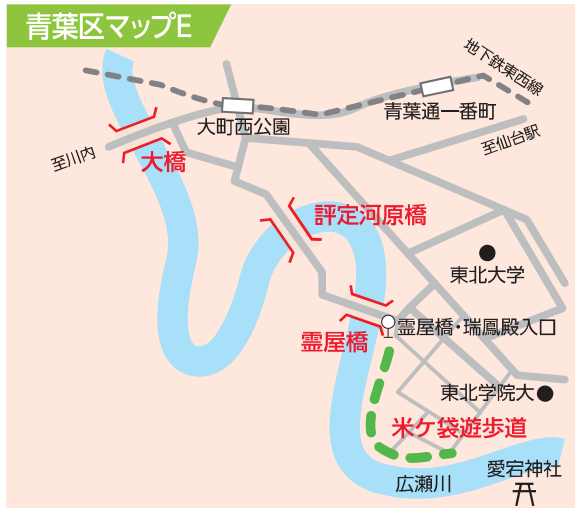 青葉区マップE
地下鉄東西線
青葉通一番町
大町西公園
至仙台駅
至川内
大橋
評定河原橋
東北大学
霊屋橋・瑞鳳殿入口
霊屋橋
東北学院大
米ケ袋遊歩道
愛宕神社
広瀬川